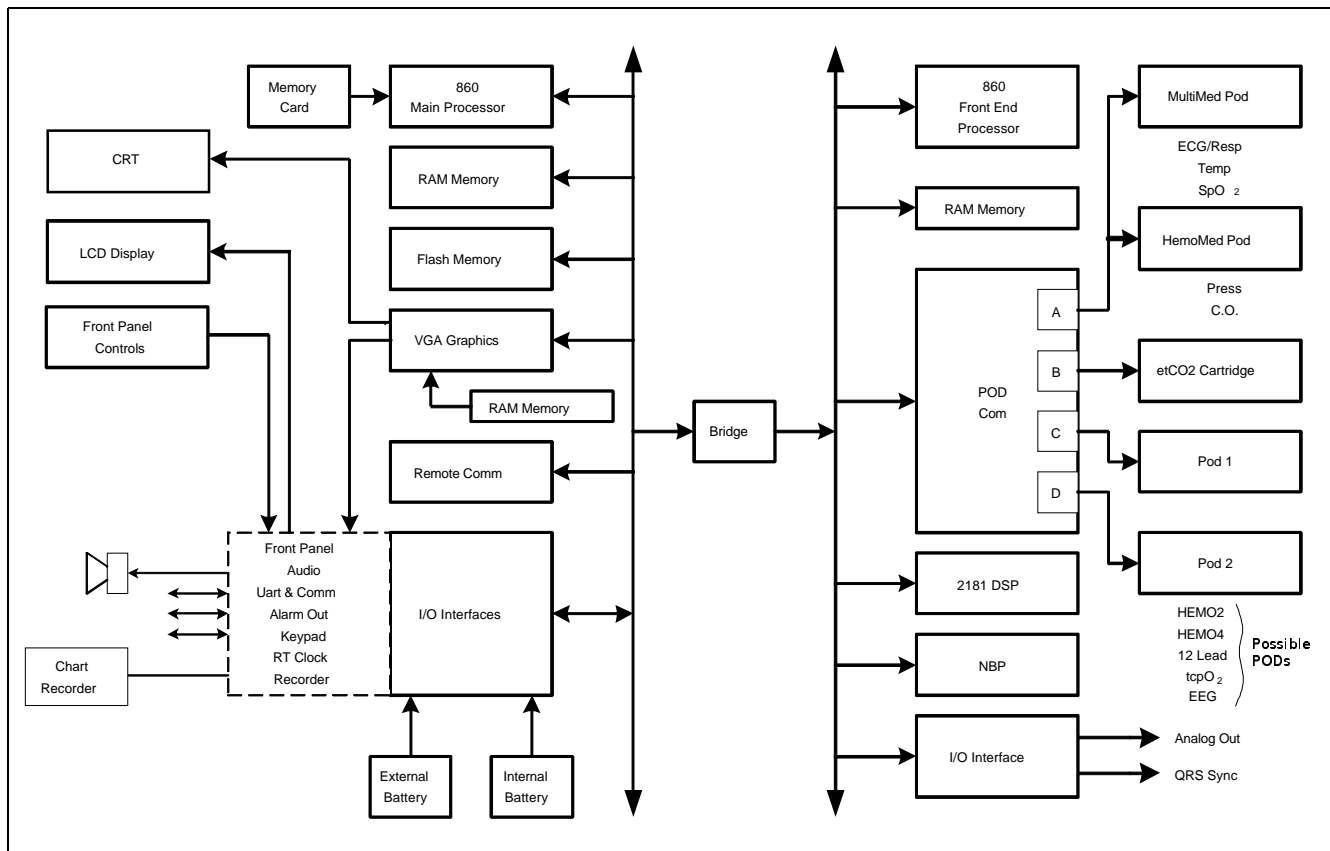 Memory
Card
860
Main Processor
CRT
RAM Memory
LCD Display
Flash Memory
Front Panel
Controls
VGA Graphics
RAM Memory
Remote Comm
Front Panel
Audio
Uart & Comm
Alarm Out
Keypad
RT Clock
Recorder
I/O Interfaces
Chart
Recorder
External
Battery
Internal
Battery
Bridge
860
Front End
Processor
RAM Memory
POD
Com
A
B
C
D
2181 DSP
NBP
I/O Interface
MultiMed Pod
ECG/Resp
Temp
SpO 2
HemoMed Pod
Press
C.O.
etCO2 Cartridge
Pod 1
Pod 2
HEMO2
HEMO4
12 Lead
tcpO 2
EEG
Possible
PODs
Analog Out
QRS Sync